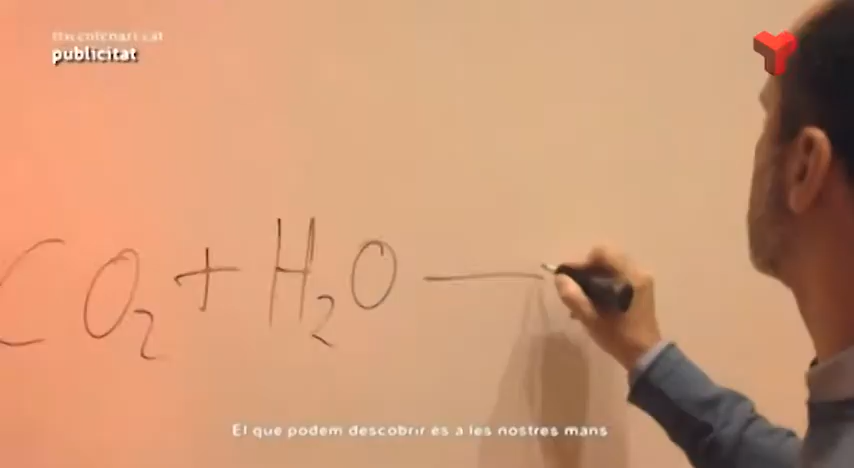 publicitat
CO₂ + H₂O —
El que podem descobrir és a les nostres mans